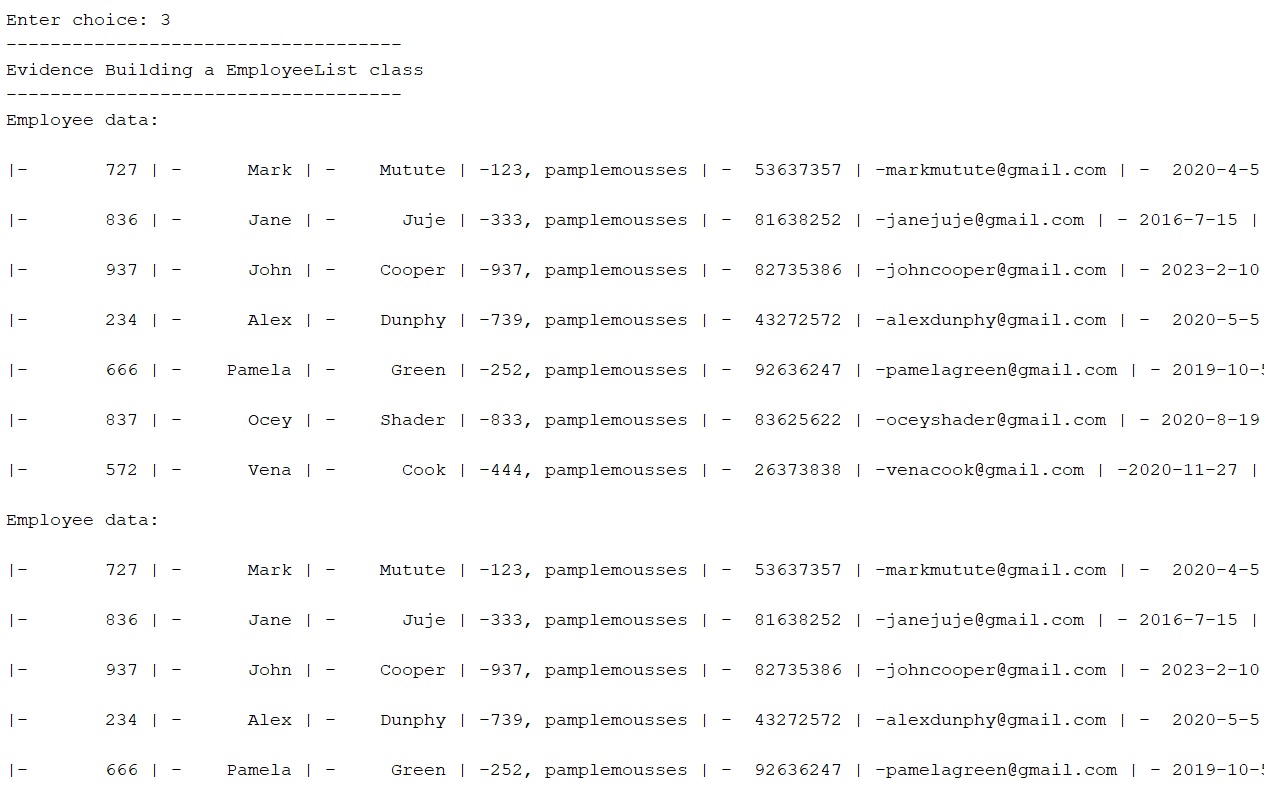 Enter choice: 3
------------------------------------
Evidence Building a EmployeeList class
------------------------------------
Employee data:
|-       727 | -      Mark | -    Mutute | -123, pamplemousses | -  53637357 | -markmutute@gmail.com | -  2020-4-5
|-       836 | -      Jane | -      Juje | -333, pamplemousses | -  81638252 | -janejuje@gmail.com | - 2016-7-15 |
|-       937 | -      John | -    Cooper | -937, pamplemousses | -  82735386 | -johncooper@gmail.com | - 2023-2-10
|-       234 | -      Alex | -    Dunphy | -739, pamplemousses | -  43272572 | -alexdunphy@gmail.com | -  2020-5-5
|-       666 | -    Pamela | -     Green | -252, pamplemousses | -  92636247 | -pamelagreen@gmail.com | - 2019-10-5
|-       837 | -      Ocey | -    Shader | -833, pamplemousses | -  83625622 | -oceyshader@gmail.com | - 2020-8-19
|-       572 | -      Vena | -      Cook | -444, pamplemousses | -  26373838 | -venacook@gmail.com | -2020-11-27 |
Employee data:
|-       727 | -      Mark | -    Mutute | -123, pamplemousses | -  53637357 | -markmutute@gmail.com | -  2020-4-5
|-       836 | -      Jane | -      Juje | -333, pamplemousses | -  81638252 | -janejuje@gmail.com | - 2016-7-15 |
|-       937 | -      John | -    Cooper | -937, pamplemousses | -  82735386 | -johncooper@gmail.com | - 2023-2-10
|-       234 | -      Alex | -    Dunphy | -739, pamplemousses | -  43272572 | -alexdunphy@gmail.com | -  2020-5-5
|-       666 | -    Pamela | -     Green | -252, pamplemousses | -  92636247 | -pamelagreen@gmail.com | - 2019-10-5